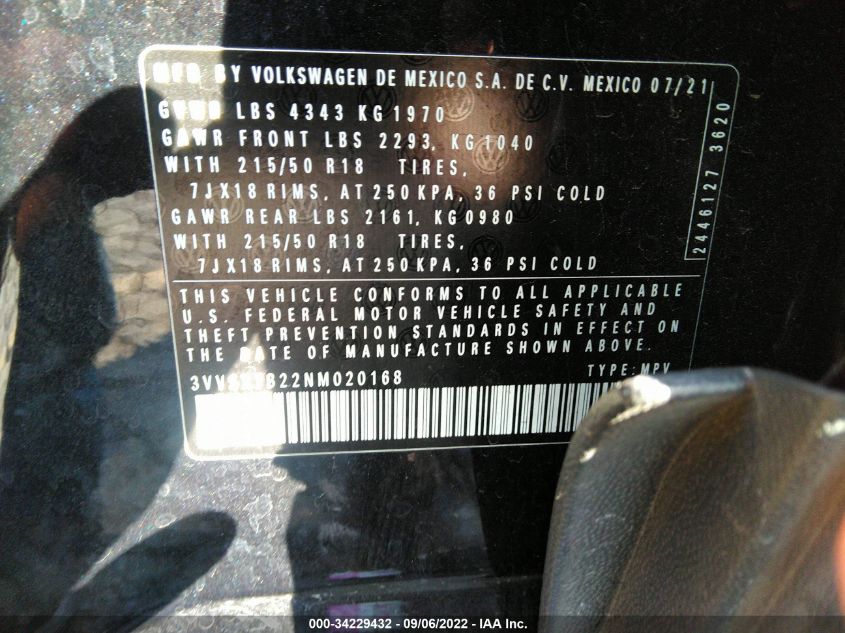 MFD BY VOLKSWAGEN DE MEXICO S.A. DE C.V. MEXICO 07/21
GVWR LBS 4343 KG 1970
GAWR FRONT LBS 2293, KG 1040
WITH 215/50 R18 TIRES,
7JX18 RIMS, AT 250 KPA, 36 PSI COLD
GAWR REAR LBS 2161, KG 0980
WITH 215/50 R18 TIRES,
7JX18 RIMS, AT 250 KPA, 36 PSI COLD
2446127 3620
THIS VEHICLE CONFORMS TO ALL APPLICABLE
U.S. FEDERAL MOTOR VEHICLE SAFETY AND
THEFT PREVENTION STANDARDS IN EFFECT ON
THE DATE OF MANUFACTURE SHOWN ABOVE.
TYPE: MPV
000-34229432 - 09/06/2022 - IAA Inc.